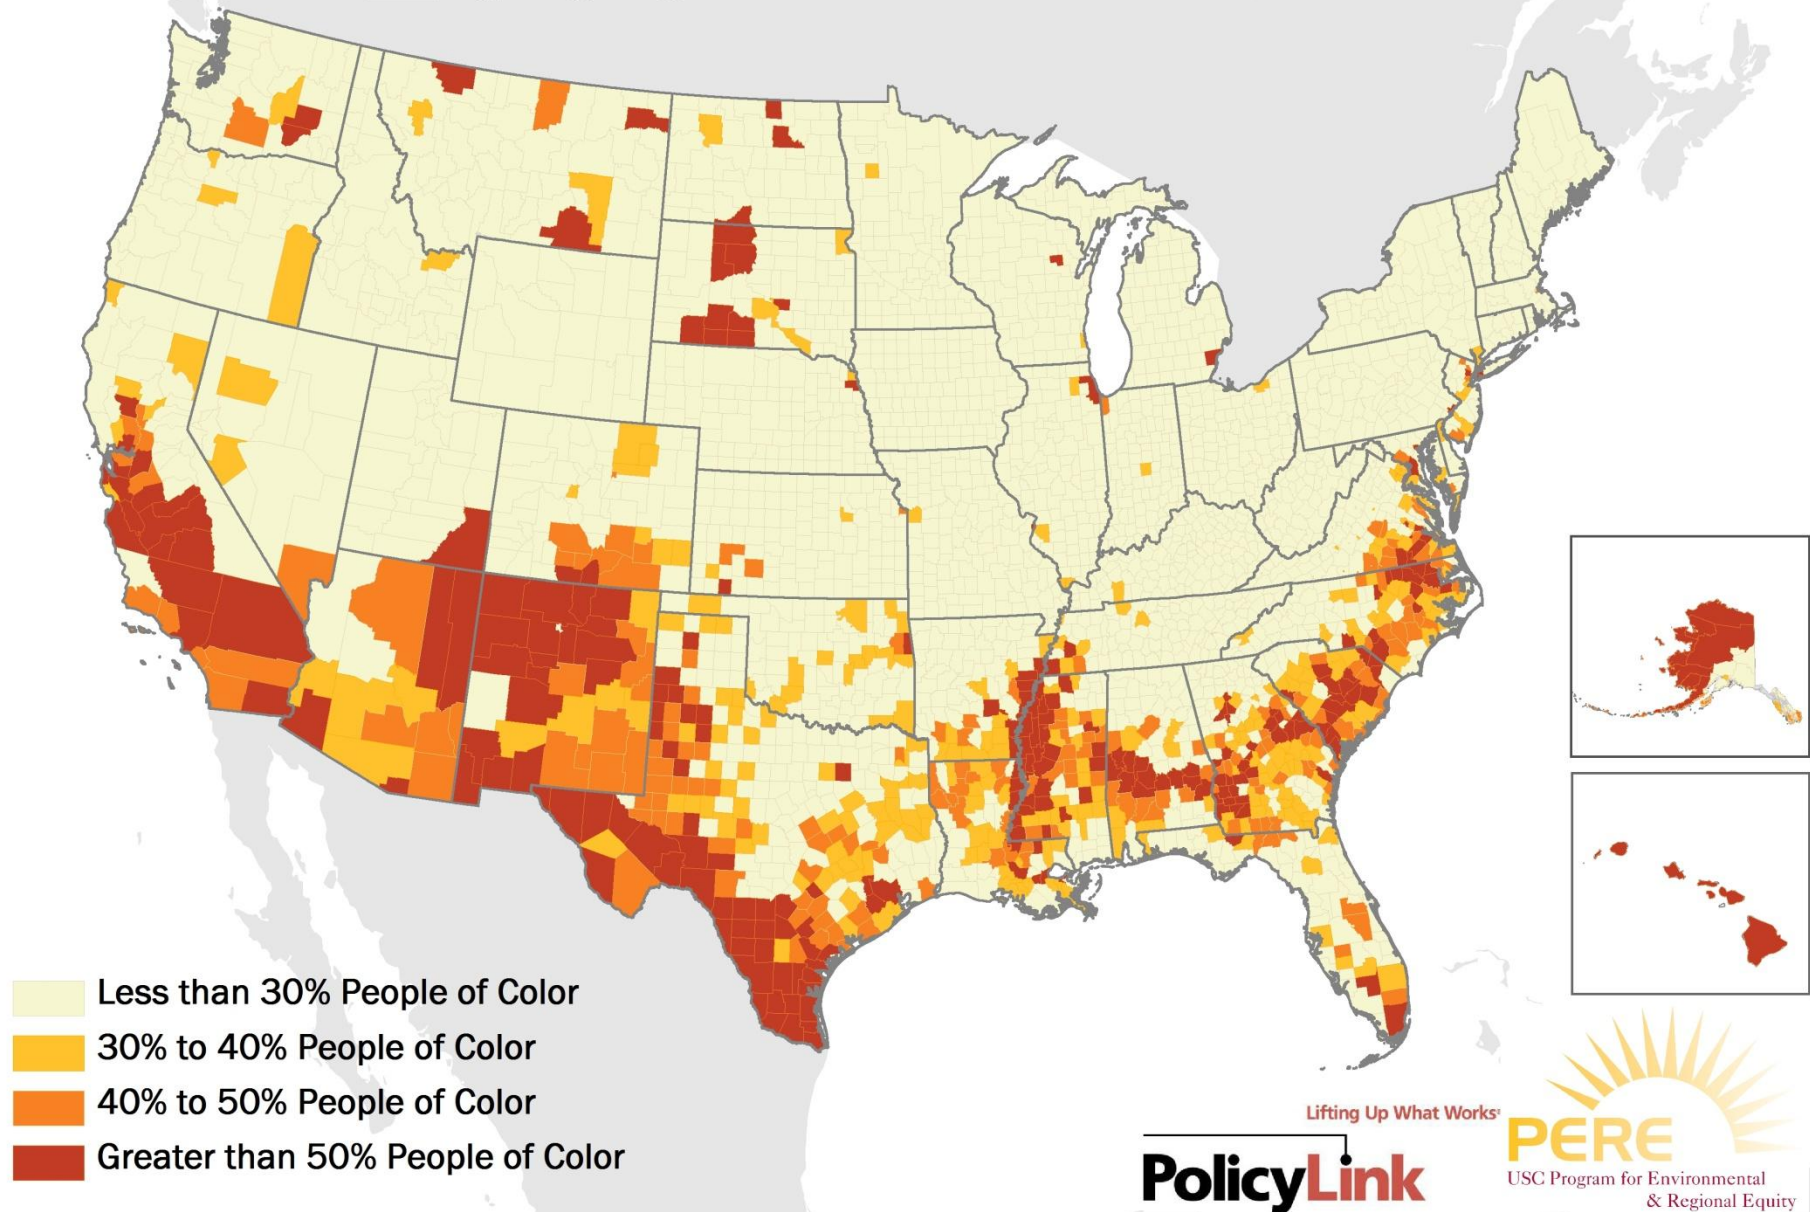 Less than 30% People of Color
30% to 40% People of Color
40% to 50% People of Color
Greater than 50% People of Color
Lifting Up What Works
PolicyLink
PERE
USC Program for Environmental
& Regional Equity